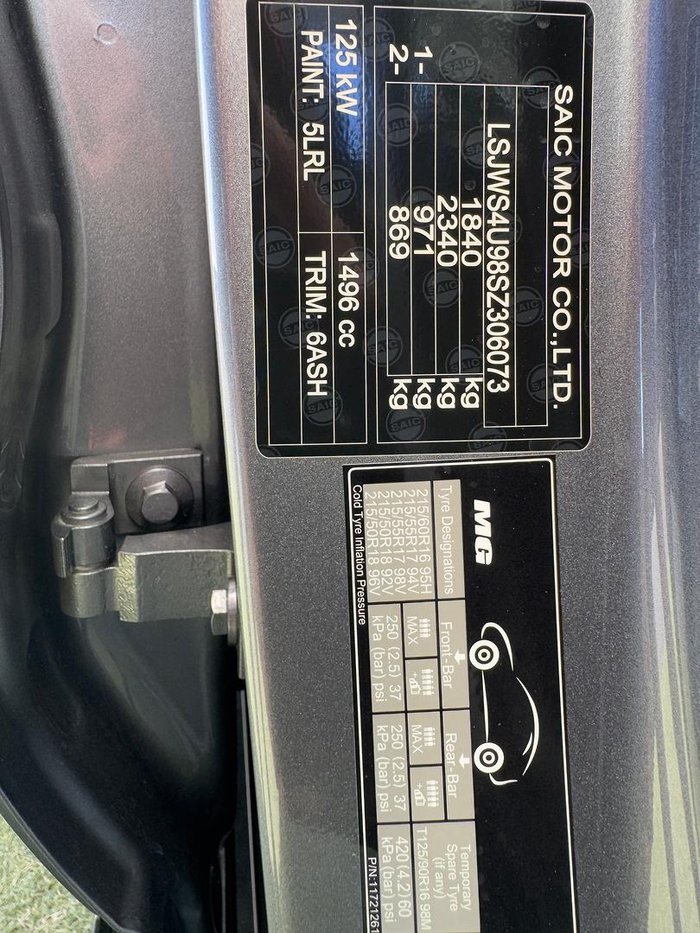 SAIC MOTOR CO.,LTD.
LSJWS4U98SZ306073
1840 kg
2340 kg
1- 971 kg
2- 869 kg
125 kW 1496 cc
PAINT: 5LRL TRIM: 6ASH
MG
Tyre Designations Front-Bar Rear-Bar Temporary Spare Tyre (if any)
MAX MAX
215/60R16 95H
215/55R17 94V
215/55R17 98V
215/50R18 92V
215/50R18 96V
250 (2.5) 37
kPa (bar) psi
250 (2.5) 37
kPa (bar) psi
T125/90R16 98M
420 (4.2) 60
kPa (bar) psi
Cold Tyre Inflation Pressure
P/N:11721261